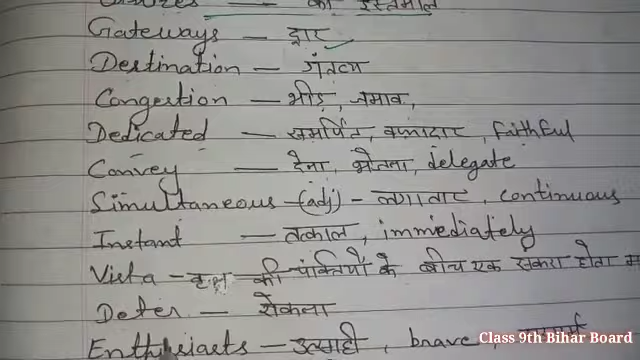 का इस्तेमाल
Gateways – द्वार
Destination – गंतव्य
Congestion – भीड़, जमाव,
Dedicated – समर्पित, वफादार, Faithful
Convey – देना, भेजना, delegate
Simultaneous –(adj) – लगातार, continuous
Instant – तत्काल, immediately
Vista – की पंक्तियों के बीच एक सकरा होता
Deter – रोकना
Enthusiasts – उत्साही, brave,
Class 9th Bihar Board